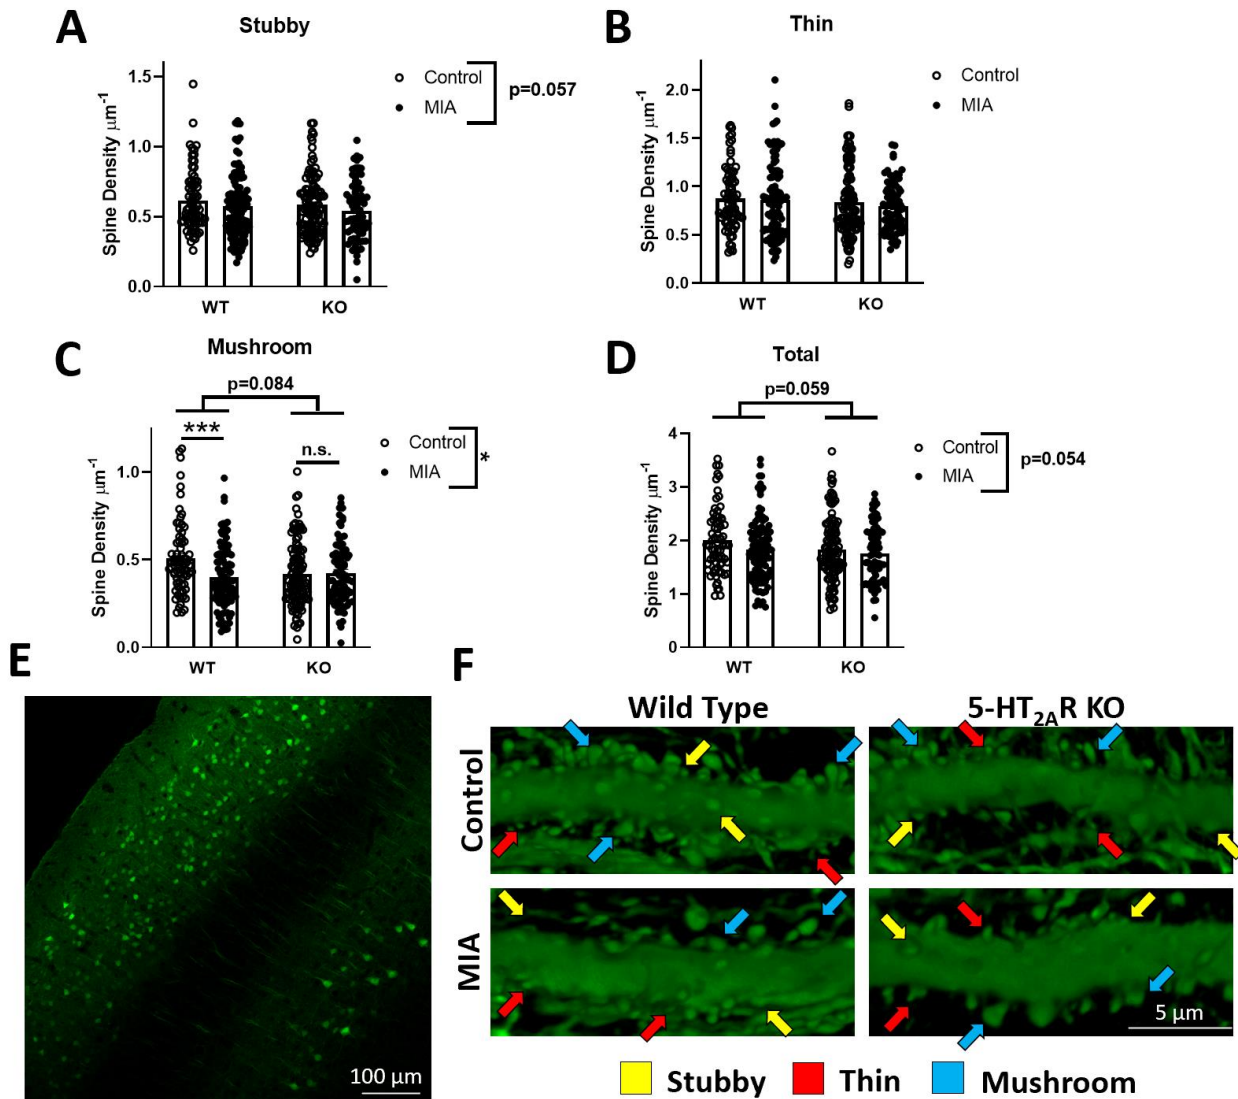 A
Stubby
Spine Density μm-1
1.5
1.0
0.5
0.0
WT
KO
Control
MIA
p=0.057
B
Thin
Spine Density μm-1
2.0
1.5
1.0
0.5
0.0
WT
KO
Control
MIA
C
Mushroom
p=0.084
***
n.s.
Spine Density μm-1
1.0
0.5
0.0
WT
KO
Control
MIA
*
D
Total
p=0.059
Spine Density μm-1
4
3
2
1
0
WT
KO
Control
MIA
p=0.054
E
100 μm
F
Wild Type
5-HT2AR KO
Control
MIA
5 μm
Stubby
Thin
Mushroom